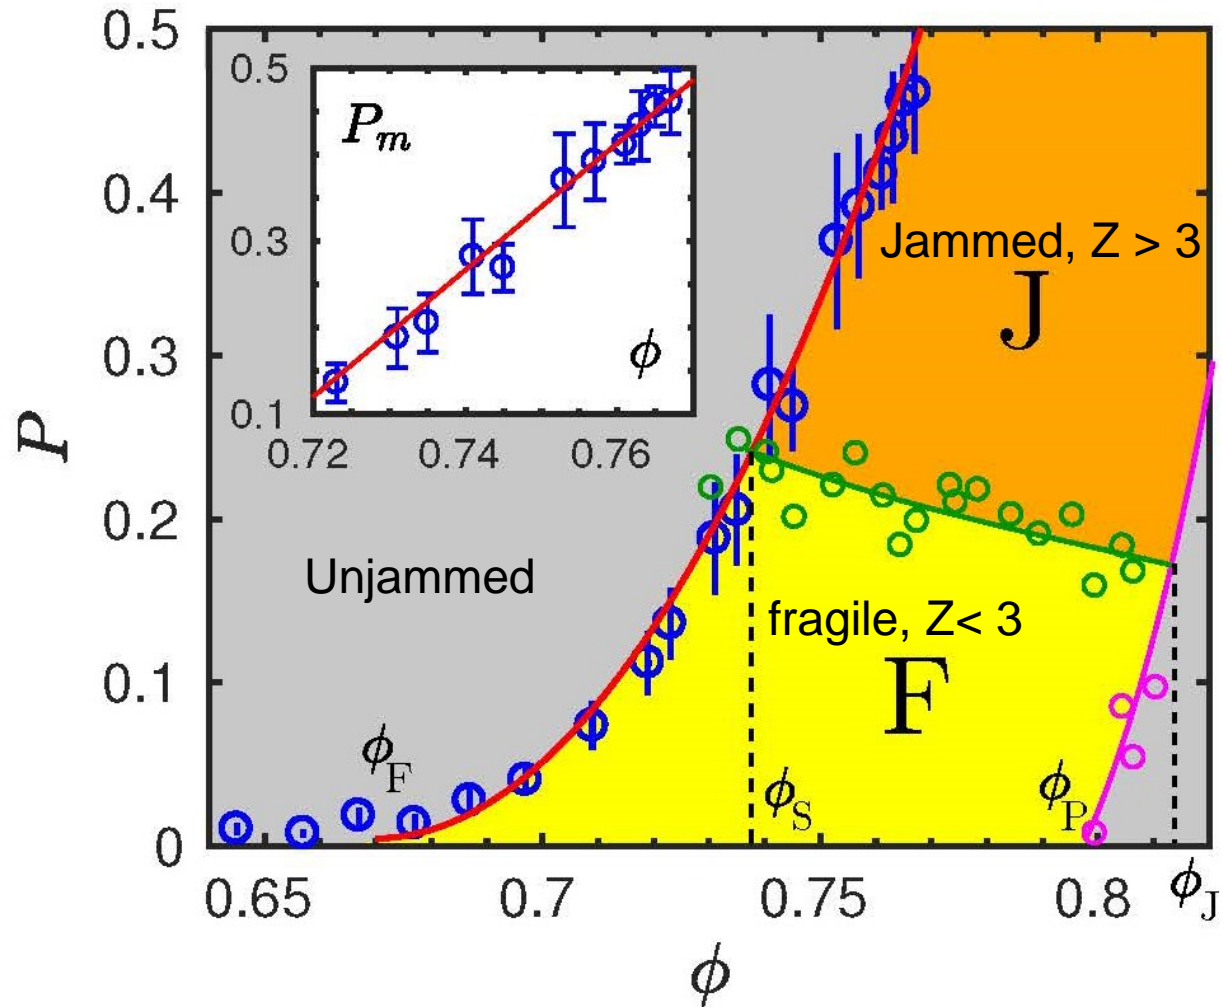 0.5
0.4
0.3
0.2
0.1
0
P
0.5
0.3
0.1
P_m
ϕ
0.72
0.74
0.76
Jammed, Z > 3
J
Unjammed
fragile, Z< 3
F
ϕ_F
ϕ_S
ϕ_P
0.65
0.7
0.75
0.8
ϕ_J
ϕ